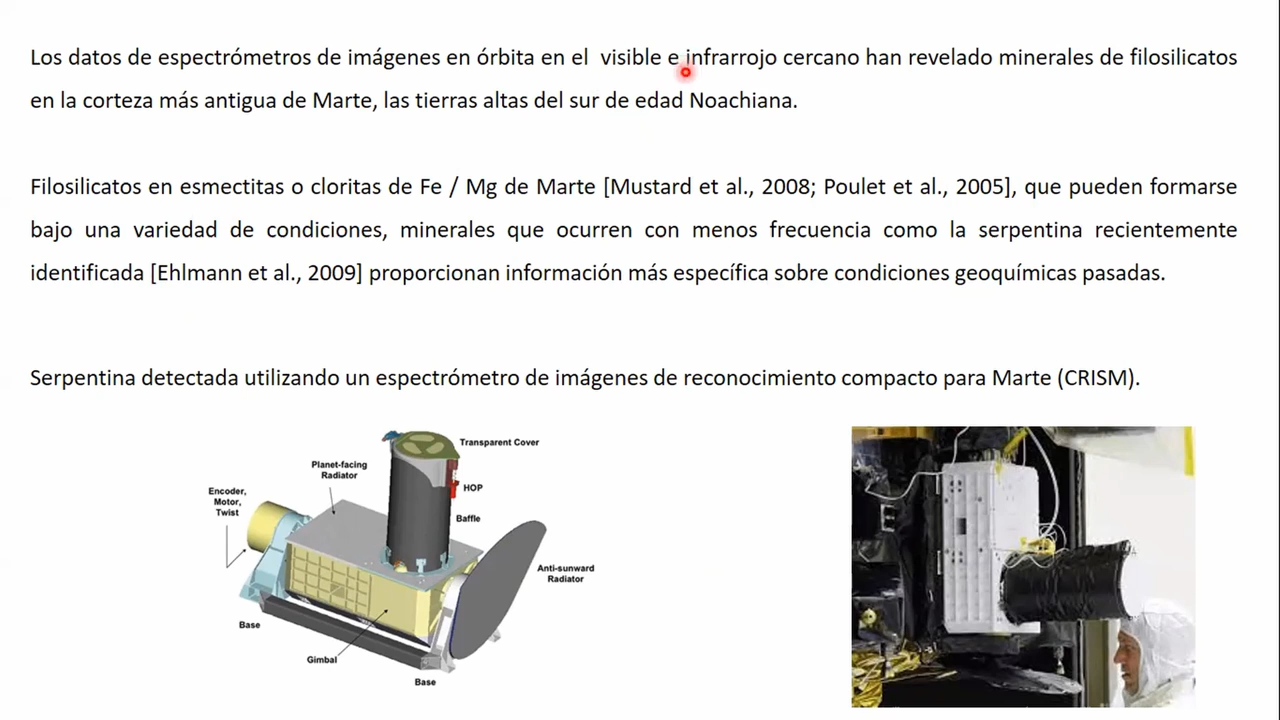 Los datos de espectrómetros de imágenes en órbita en el visible e infrarrojo cercano han revelado minerales de filosilicatos
en la corteza más antigua de Marte, las tierras altas del sur de edad Noachiana.
Filosilicatos en esmectitas o cloritas de Fe / Mg de Marte [Mustard et al., 2008; Poulet et al., 2005], que pueden formarse
bajo una variedad de condiciones, minerales que ocurren con menos frecuencia como la serpentina recientemente
identificada [Ehlmann et al., 2009] proporcionan información más específica sobre condiciones geoquímicas pasadas.
Serpentina detectada utilizando un espectrómetro de imágenes de reconocimiento compacto para Marte (CRISM).
Transparent Cover
Planet-facing
Radiator
HOP
Encoder,
Motor,
Twist
Baffle
Anti-sunward
Radiator
Base
Gimbal
Base